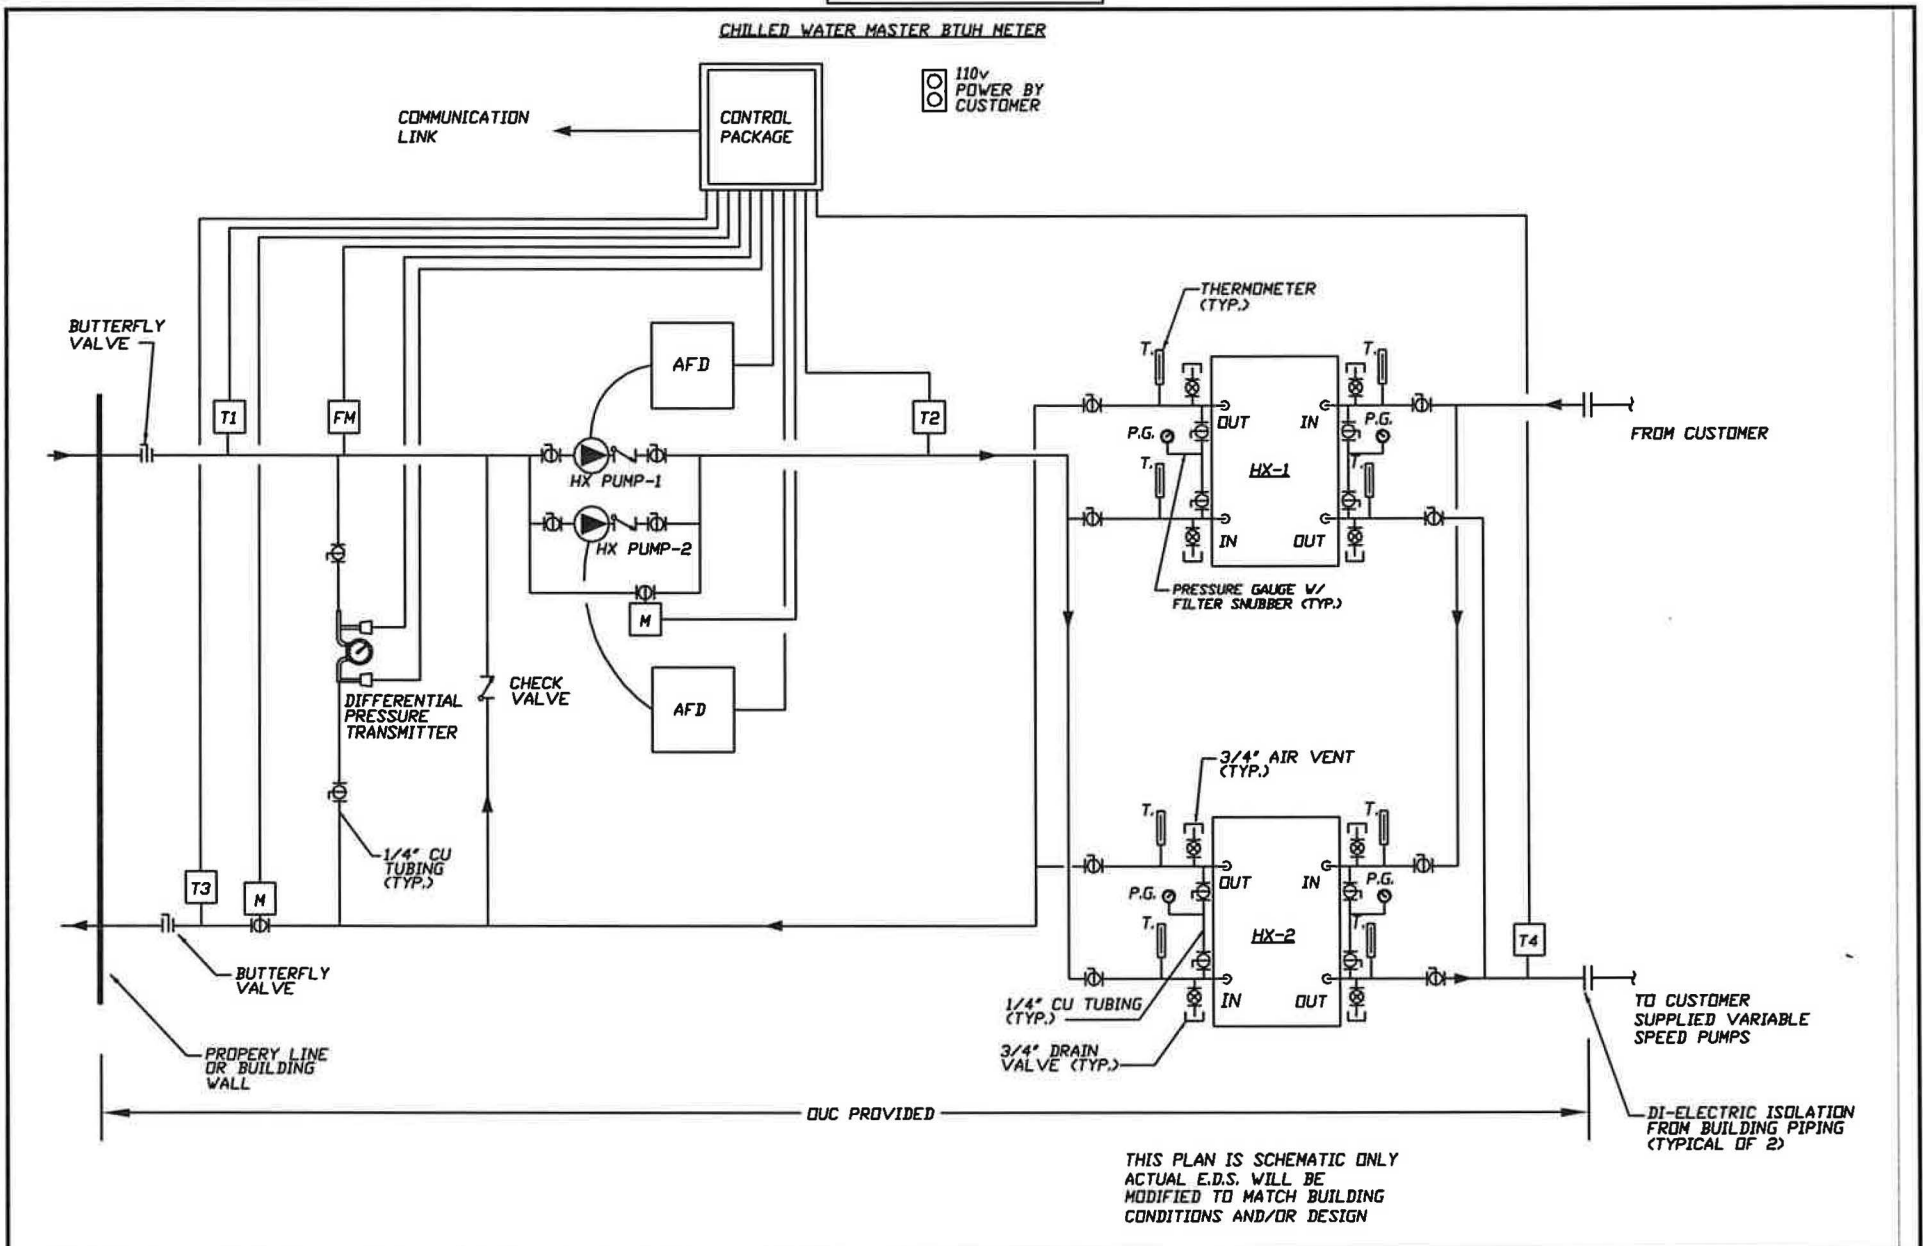 CHILLED WATER MASTER BTUH METER
110v
POWER BY
CUSTOMER
COMMUNICATION
LINK
CONTROL
PACKAGE
THERMOMETER
(TYP.)
BUTTERFLY
VALVE
AFD
T1
FM
T2
T.
T.
OUT
IN
P.G.
P.G.
FROM CUSTOMER
HX PUMP-1
T.
HX-1
T.
HX PUMP-2
IN
OUT
PRESSURE GAUGE W/
FILTER SNUBBER (TYP.)
M
CHECK
VALVE
DIFFERENTIAL
PRESSURE
TRANSMITTER
AFD
3/4" AIR VENT
(TYP.)
T.
T.
1/4" CU
TUBING
(TYP.)
T3
M
OUT
IN
P.G.
P.G.
T.
HX-2
T.
T4
BUTTERFLY
VALVE
1/4" CU TUBING
(TYP.)
IN
OUT
TO CUSTOMER
SUPPLIED VARIABLE
SPEED PUMPS
3/4" DRAIN
VALVE (TYP.)
PROPERY LINE
OR BUILDING
WALL
OUC PROVIDED
DI-ELECTRIC ISOLATION
FROM BUILDING PIPING
(TYPICAL OF 2)
THIS PLAN IS SCHEMATIC ONLY
ACTUAL E.D.S. WILL BE
MODIFIED TO MATCH BUILDING
CONDITIONS AND/OR DESIGN